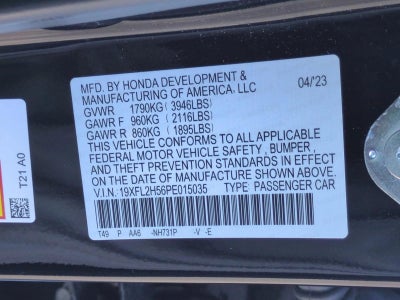 MFD. BY HONDA DEVELOPMENT & 04/23
MANUFACTURING OF AMERICA, LLC
GVWR 1790KG (3946LBS)
GAWR F 960KG (2116LBS)
GAWR R 860KG (1895LBS)
THIS VEHICLE CONFORMS TO ALL APPLICABLE
FEDERAL MOTOR VEHICLE SAFETY, BUMPER,
AND THEFT PREVENTION STANDARDS IN EFFECT
ON THE DATE OF MANUFACTURE SHOWN ABOVE.
V.I.N: 19XFL2H56PE015035 TYPE: PASSENGER CAR
T49 P AA6 -NH731P -V -E
T21 A0